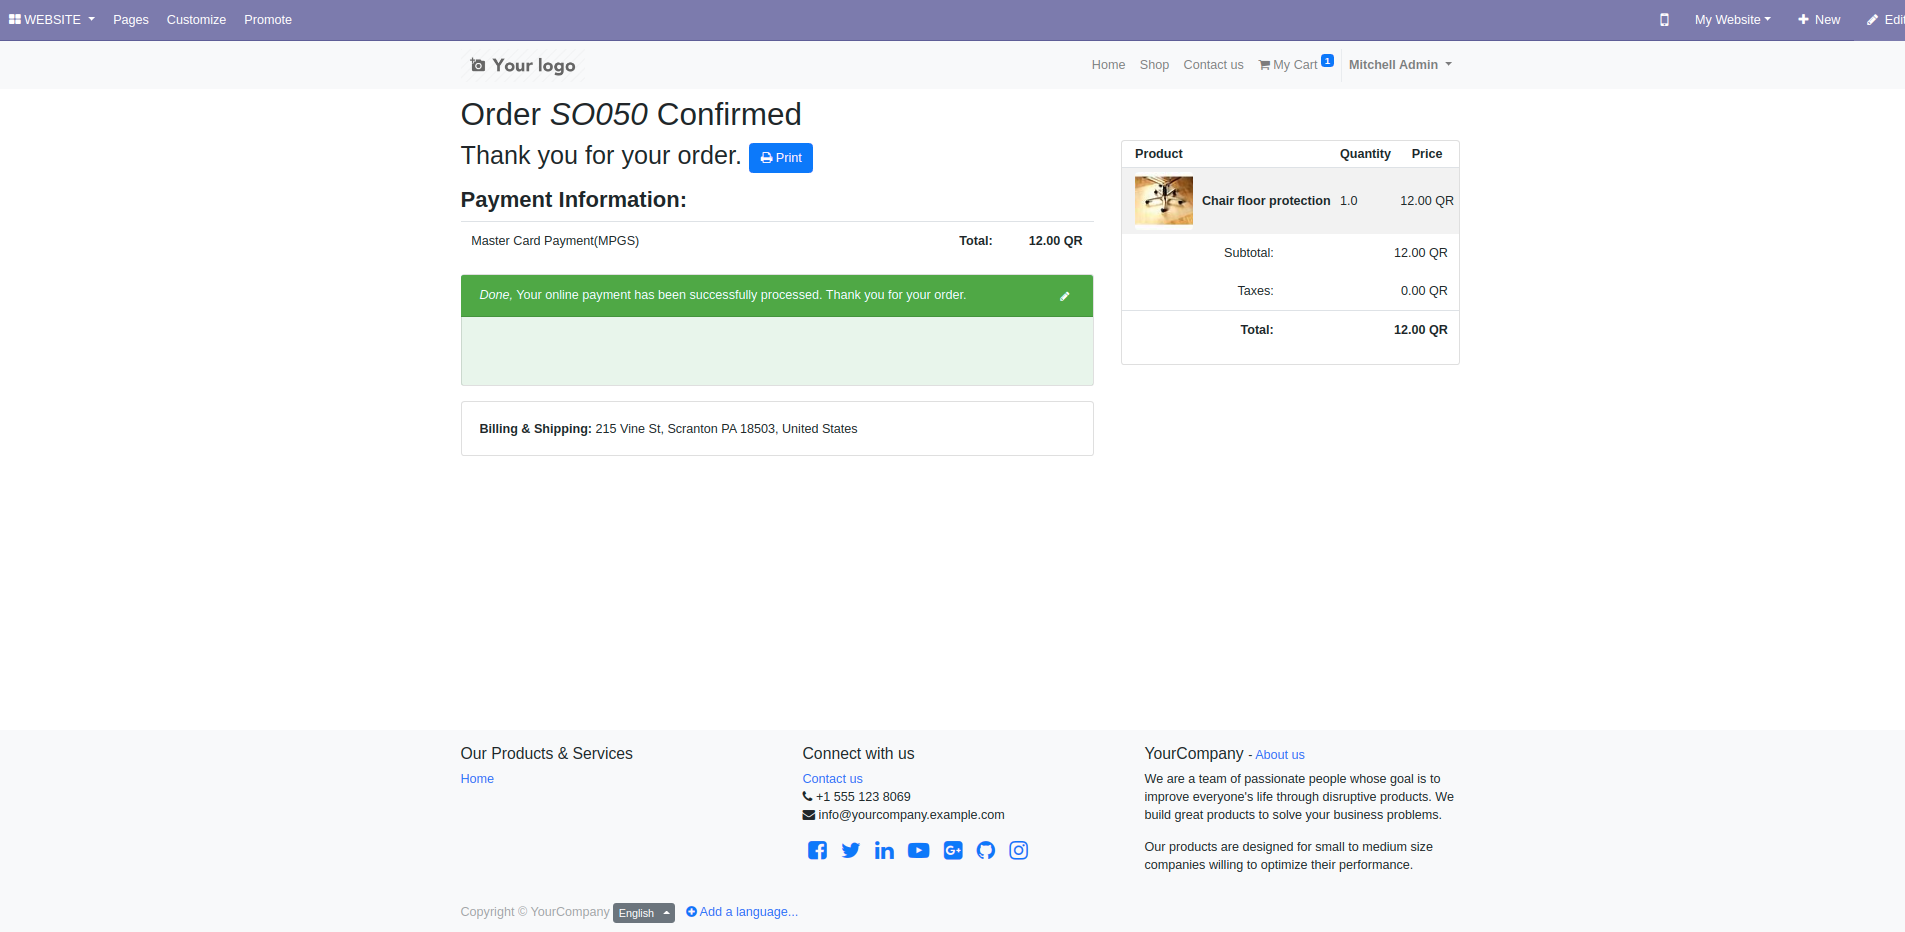 WEBSITE Pages Customize Promote My Website New Edit
Your logo Home Shop Contact us My Cart 1 Mitchell Admin
Order SO050 Confirmed
Thank you for your order. Print
Payment Information:
Master Card Payment(MPGS) Total: 12.00 QR
Done, Your online payment has been successfully processed. Thank you for your order.
Billing & Shipping: 215 Vine St, Scranton PA 18503, United States
Product Quantity Price
Chair floor protection 1.0 12.00 QR
Subtotal: 12.00 QR
Taxes: 0.00 QR
Total: 12.00 QR
Our Products & Services
Home
Connect with us
Contact us
+1 555 123 8069
info@yourcompany.example.com
YourCompany - About us
We are a team of passionate people whose goal is to
improve everyone's life through disruptive products. We
build great products to solve your business problems.
Our products are designed for small to medium size
companies willing to optimize their performance.
Copyright © YourCompany English Add a language...